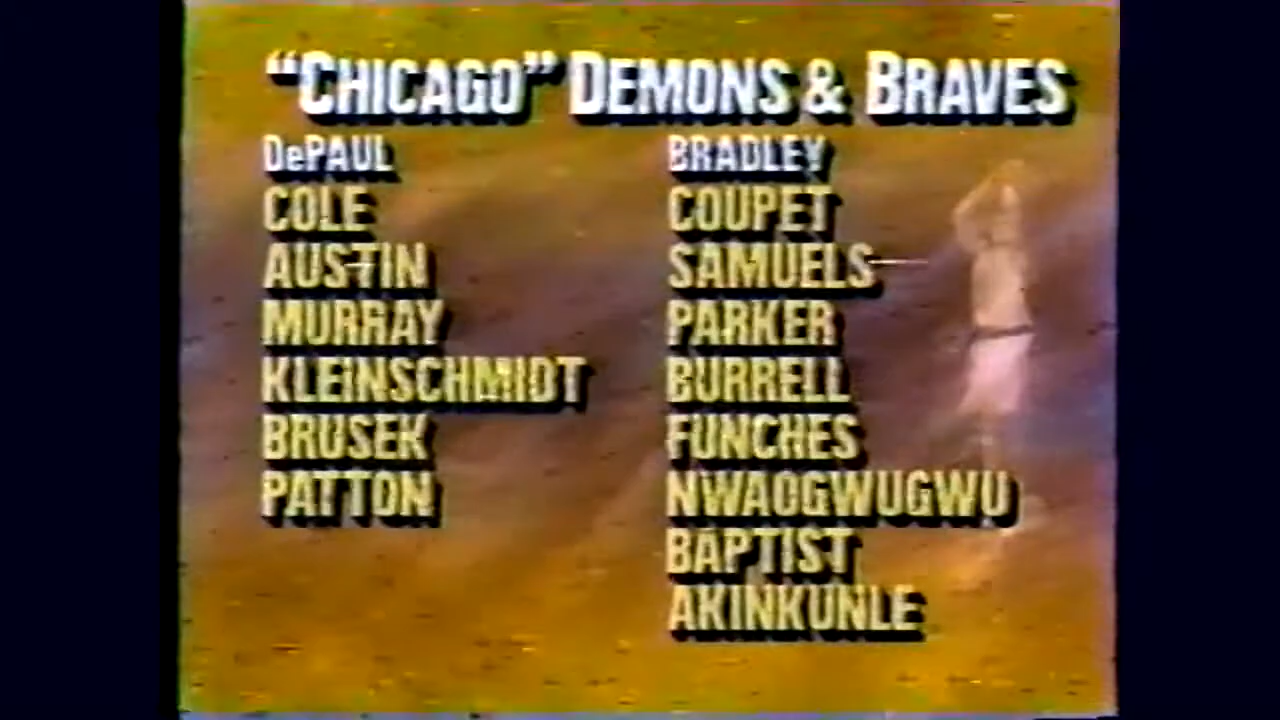 “CHICAGO” DEMONS & BRAVES
DePAUL
COLE
AUSTIN
MURRAY
KLEINSCHMIDT
BRUSEK
PATTON
BRADLEY
COUPET
SAMUELS
PARKER
BURRELL
FUNCHES
NWAOGWUGWU
BAPTIST
AKINKUNLE